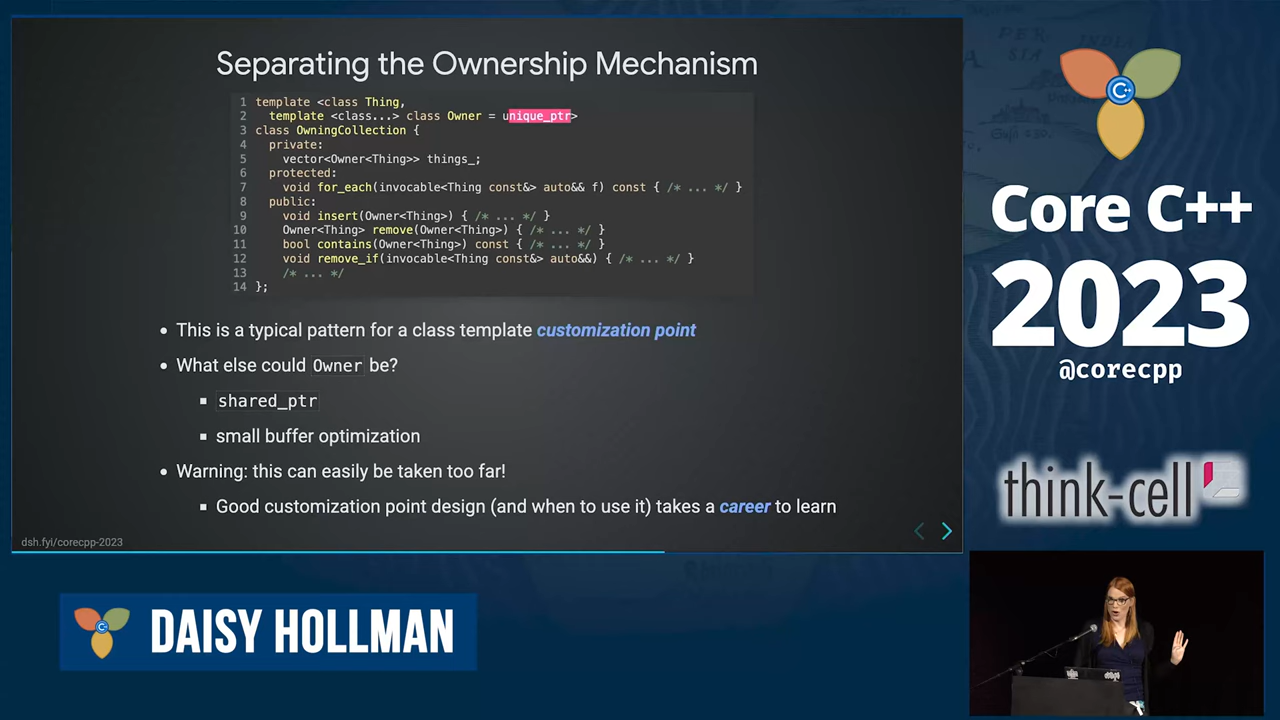 Separating the Ownership Mechanism
1 template <class Thing,
2 template <class...> class Owner = unique_ptr>
3 class OwningCollection {
4 private:
5 vector<Owner<Thing>> things_;
6 protected:
7 void for_each(invocable<Thing const&> auto&& f) const { /* ... */ }
8 public:
9 void insert(Owner<Thing>) { /* ... */ }
10 Owner<Thing> remove(Owner<Thing>) { /* ... */ }
11 bool contains(Owner<Thing>) const { /* ... */ }
12 void remove_if(invocable<Thing const&> auto&&) { /* ... */ }
13 /* ... */
14 };
• This is a typical pattern for a class template customization point
• What else could Owner be?
▪ shared_ptr
▪ small buffer optimization
• Warning: this can easily be taken too far!
▪ Good customization point design (and when to use it) takes a career to learn
dsh.fyi/corecpp-2023
C++
Core C++
2023
@corecpp
think-cell
C++
DAISY HOLLMAN